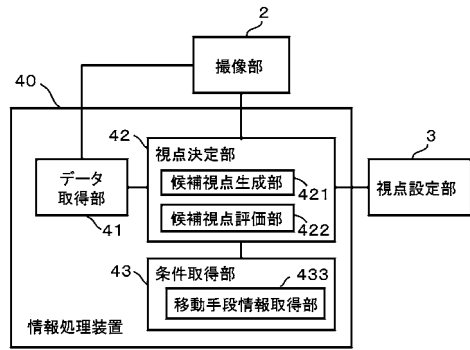 2
撮像部
40
42
視点決定部
3
データ
取得部
候補視点生成部
421
視点設定部
41
候補視点評価部
422
43
条件取得部
433
移動手段情報取得部
情報処理装置